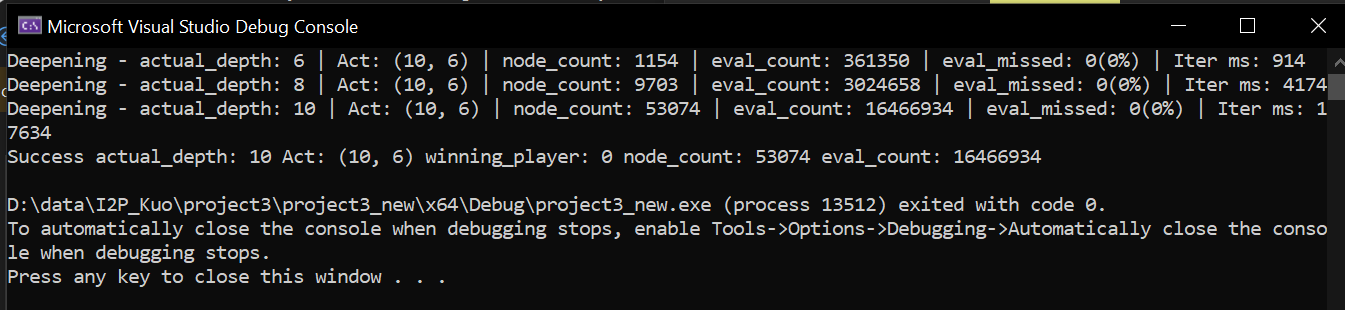 Microsoft Visual Studio Debug Console
Deepening - actual_depth: 6 | Act: (10, 6) | node_count: 1154 | eval_count: 361350 | eval_missed: 0(0%) | Iter ms: 914
Deepening - actual_depth: 8 | Act: (10, 6) | node_count: 9703 | eval_count: 3024658 | eval_missed: 0(0%) | Iter ms: 4174
Deepening - actual_depth: 10 | Act: (10, 6) | node_count: 53074 | eval_count: 16466934 | eval_missed: 0(0%) | Iter ms: 1
7634
Success actual_depth: 10 Act: (10, 6) winning_player: 0 node_count: 53074 eval_count: 16466934
D:\data\I2P_Kuo\project3\project3_new\x64\Debug\project3_new.exe (process 13512) exited with code 0.
To automatically close the console when debugging stops, enable Tools->Options->Debugging->Automatically close the conso
le when debugging stops.
Press any key to close this window . . .